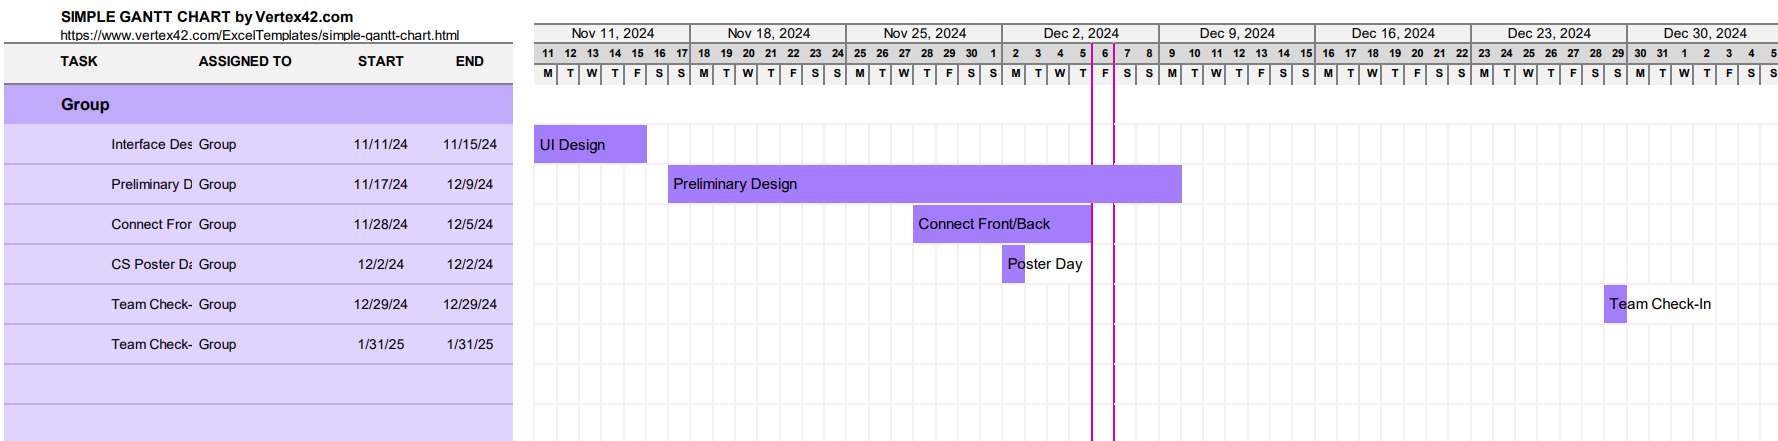 SIMPLE GANTT CHART by Vertex42.com
https://www.vertex42.com/ExcelTemplates/simple-gantt-chart.html
Nov 11, 2024 Nov 18, 2024 Nov 25, 2024 Dec 2, 2024 Dec 9, 2024 Dec 16, 2024 Dec 23, 2024 Dec 30, 2024
11 12 13 14 15 16 17 18 19 20 21 22 23 24 25 26 27 28 29 30 1 2 3 4 5 6 7 8 9 10 11 12 13 14 15 16 17 18 19 20 21 22 23 24 25 26 27 28 29 30 31 1 2 3 4 5
TASK ASSIGNED TO START END
M T W T F S S M T W T F S S M T W T F S S M T W T F S S M T W T F S S M T W T F S S M T W T F S S M T W T F S S
Group
Interface Des Group 11/11/24 11/15/24 UI Design
Preliminary D Group 11/17/24 12/9/24 Preliminary Design
Connect Fror Group 11/28/24 12/5/24 Connect Front/Back
CS Poster Da Group 12/2/24 12/2/24 Poster Day
Team Check- Group 12/29/24 12/29/24 Team Check-In
Team Check- Group 1/31/25 1/31/25